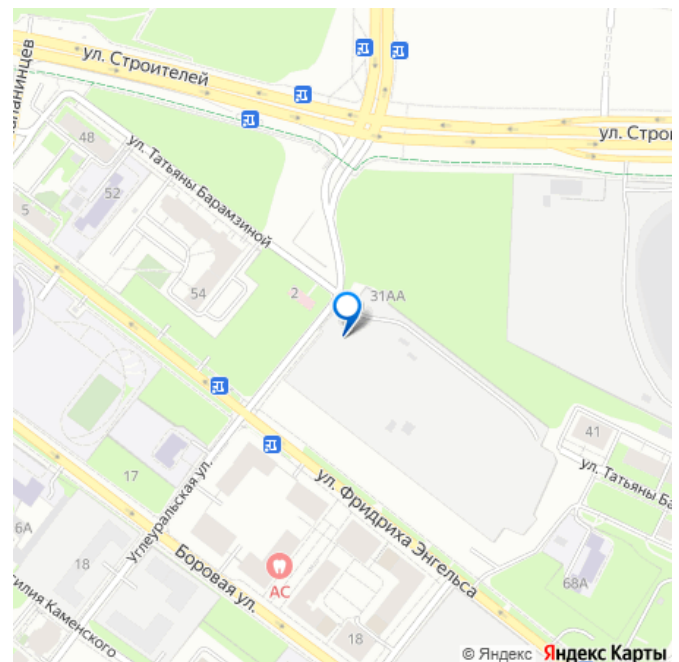 ул. Строителей
ул. Стро
48
ул. Татьяны Барамзиной
52
5
54
2
31АА
41
ул. Татьяны Ба
17
Углеуральская ул.
6А
18
Боровая ул.
ул. Фридриха Энгельса
АС
68А
18
© Яндекс Яндекс Карты